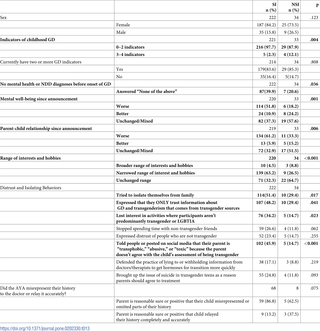 SI NSI p
n (%) n (%)
Sex 222 34 .123
Female 187 (84.2) 25 (73.5)
Male 35 (15.8) 9 (26.5)
Indicators of childhood GD 221 33 .004
0–2 indicators 216 (97.7) 29 (87.9)
3–4 indicators 5 (2.3) 4 (12.1)
Currently have two or more GD indicators 214 34 .808
Yes 179(83.6) 29 (85.3)
No 35(16.4) 5(14.7)
No mental health or NDD diagnoses before onset of GD 222 34 .036
Answered “None of the above” 87(39.9) 7 (20.6)
Mental well-being since announcement 220 33 .001
Worse 114 (51.8) 6 (18.2)
Better 24 (10.9) 8 (24.2)
Unchanged/Mixed 82 (37.3) 19 (57.6)
Parent-child relationship since announcement 219 33 .006
Worse 134 (61.2) 11 (33.3)
Better 13 (5.9) 5 (15.2)
Unchanged/Mixed 72 (32.9) 17 (51.5)
Range of interests and hobbies 220 34 <.001
Broader range of interests and hobbies 10 (4.5) 3 (8.8)
Narrowed range of interest and hobbies 139 (63.2) 9 (26.5)
Unchanged range 71 (32.3) 22 (64.7)
Distrust and Isolating Behaviors 222 34
Tried to isolate themselves from family 114(51.4) 10 (29.4) .017
Expressed that they ONLY trust information about GD and transgenderism that comes from transgender sources 107 (48.2) 10 (29.4) .041
Lost interest in activities where participants aren’t predominantly transgender or LGBTIA 76 (34.2) 5 (14.7) .023
Stopped spending time with non-transgender friends 59 (26.6) 4 (11.8) .062
Expressed distrust of people who are not transgender 52 (23.4) 5 (14.7) .255
Told people or posted on social media that their parent is
“transphobic,” “abusive,” or “toxic” because the parent
doesn’t agree with the child’s assessment of being transgender 102 (45.9) 5 (14.7) <.001
Defended the practice of lying to or withholding information from
doctors/therapists to get hormones for transition more quickly 38 (17.1) 3 (8.8) .219
Brought up the issue of suicide in transgender teens as a reason
parents should agree to treatment 55 (24.8) 4 (11.8) .093
Did the AYA misrepresent their history 68 8 .075
to the doctor or relay it accurately?
Parent is reasonably sure or positive that their child misrepresented or
omitted parts of their history 59 (86.8) 5 (62.5)
Parent is reasonably sure or positive that child relayed
their history completely and accurately 9 (13.2) 3 (37.5)
https://doi.org/10.1371/journal.pone.0202330.t013